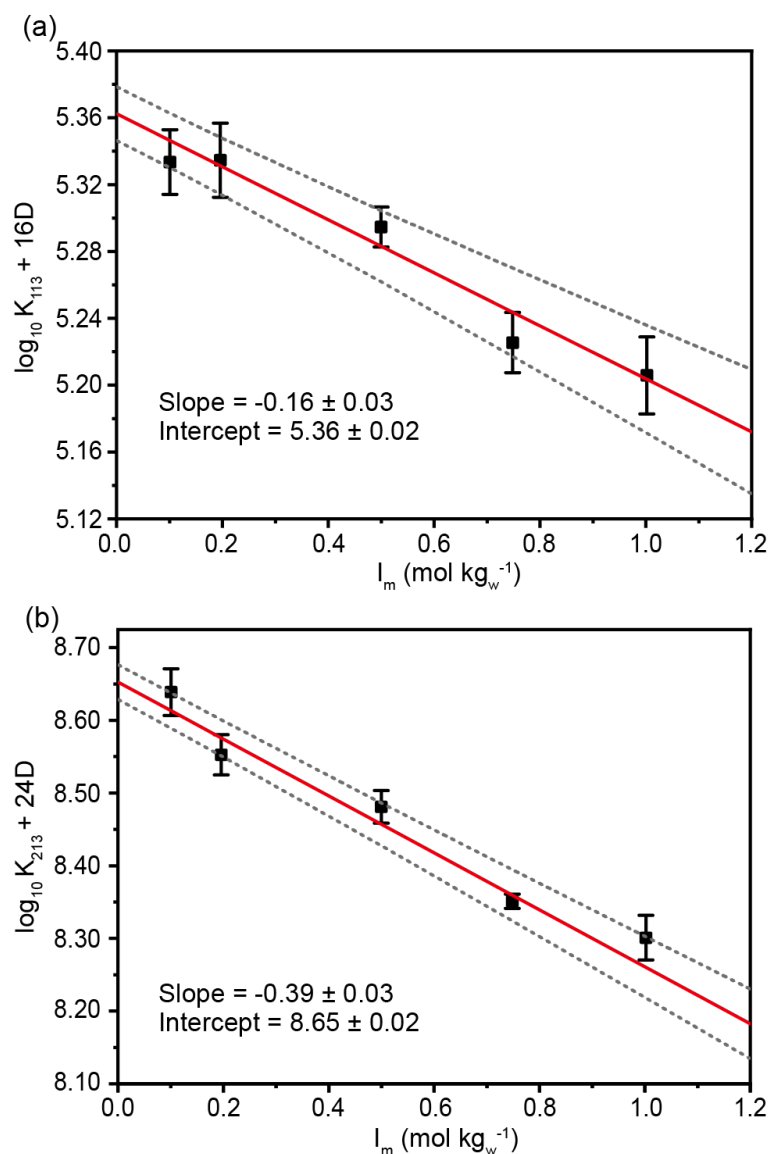 (a)
5.40
5.36
5.32
5.28
5.24
5.20
5.16
5.12
log₁₀ K₁₁₃ + 16D
Slope = -0.16 ± 0.03
Intercept = 5.36 ± 0.02
0.0 0.2 0.4 0.6 0.8 1.0 1.2
Iₘ (mol kg_w⁻¹)
(b)
8.70
8.60
8.50
8.40
8.30
8.20
8.10
log₁₀ K₂₁₃ + 24D
Slope = -0.39 ± 0.03
Intercept = 8.65 ± 0.02
0.0 0.2 0.4 0.6 0.8 1.0 1.2
Iₘ (mol kg_w⁻¹)